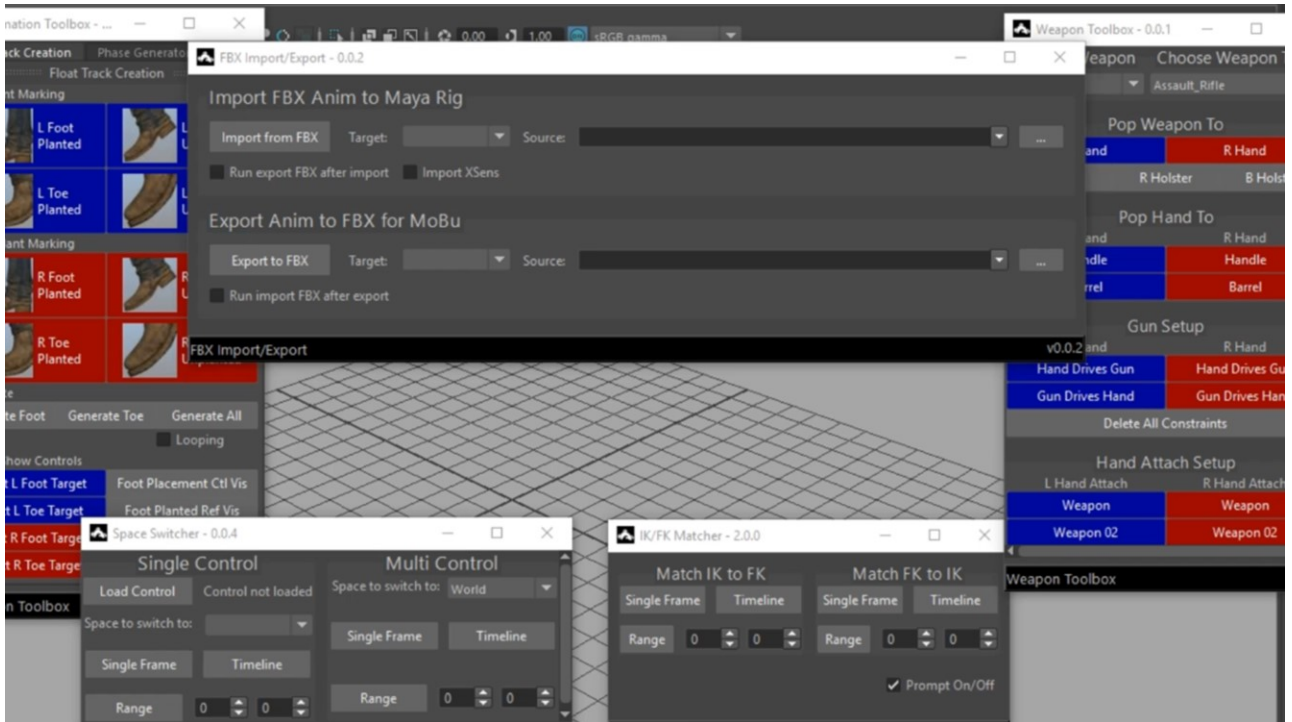 Toolbox - ...
Creation Phase Generato
Float Track Creation
Marking
L Foot
Planted
L Toe
Planted
Marking
R Foot
Planted
R Toe
Planted
Foot Generate Toe Generate All
Looping
Show Controls
L Foot Target Foot Placement Ctl Vis
L Toe Target Foot Planted Ref Vis
R Foot Targe
R Toe Targe
Toolbox
0.00 1.00 sRGB gamma
FBX Import/Export - 0.0.2
Import FBX Anim to Maya Rig
Import from FBX Target: Source: ...
Run export FBX after import Import XSens
Export Anim to FBX for MoBu
Export to FBX Target: Source: ...
Run import FBX after export
FBX Import/Export v0.0.2
Weapon Toolbox - 0.0.1
Weapon Choose Weapon T
Assault_Rifle
Pop Weapon To
and R Hand
R Holster B Holst
Pop Hand To
and R Hand
ndle Handle
rrel Barrel
Gun Setup
and R Hand
Hand Drives Gun Hand Drives Gu
Gun Drives Hand Gun Drives Han
Delete All Constraints
Hand Attach Setup
L Hand Attach R Hand Attach
Weapon Weapon
Weapon 02 Weapon 02
Weapon Toolbox
Space Switcher - 0.0.4
Single Control
Load Control Control not loaded
Space to switch to:
Single Frame Timeline
Range 0 0
Multi Control
Space to switch to: World
Single Frame Timeline
Range 0 0
IK/FK Matcher - 2.0.0
Match IK to FK
Single Frame Timeline
Range 0 0
Match FK to IK
Single Frame Timeline
Range 0 0
Prompt On/Off